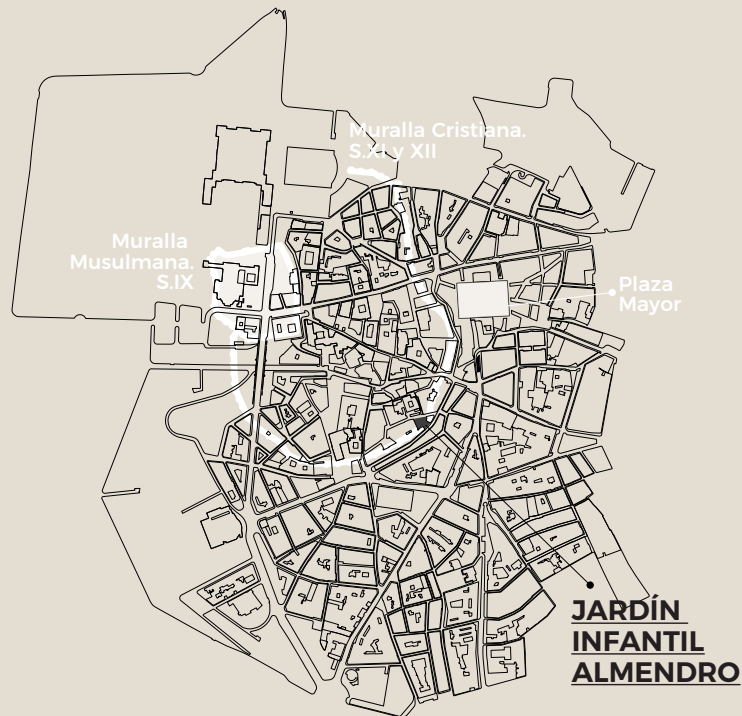 Muralla Cristiana.
S.XI y XII
Muralla
Musulmana.
S.IX
Plaza
Mayor
JARDÍN
INFANTIL
ALMENDRO